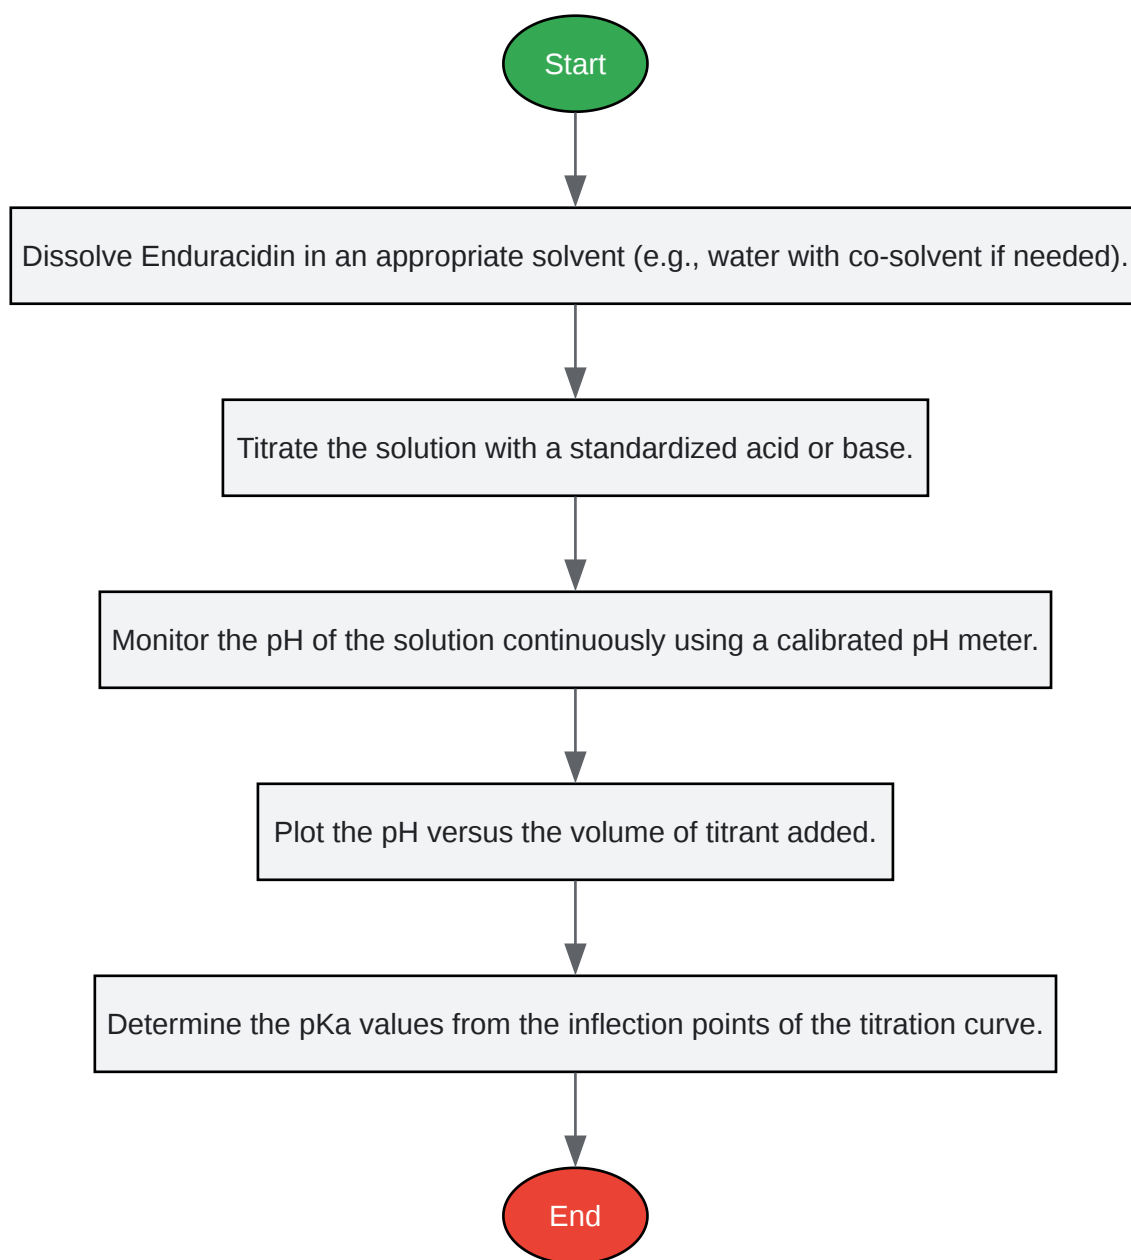 Start
Dissolve Enduracidin in an appropriate solvent (e.g., water with co-solvent if needed).
Titrate the solution with a standardized acid or base.
Monitor the pH of the solution continuously using a calibrated pH meter.
Plot the pH versus the volume of titrant added.
Determine the pKa values from the inflection points of the titration curve.
End